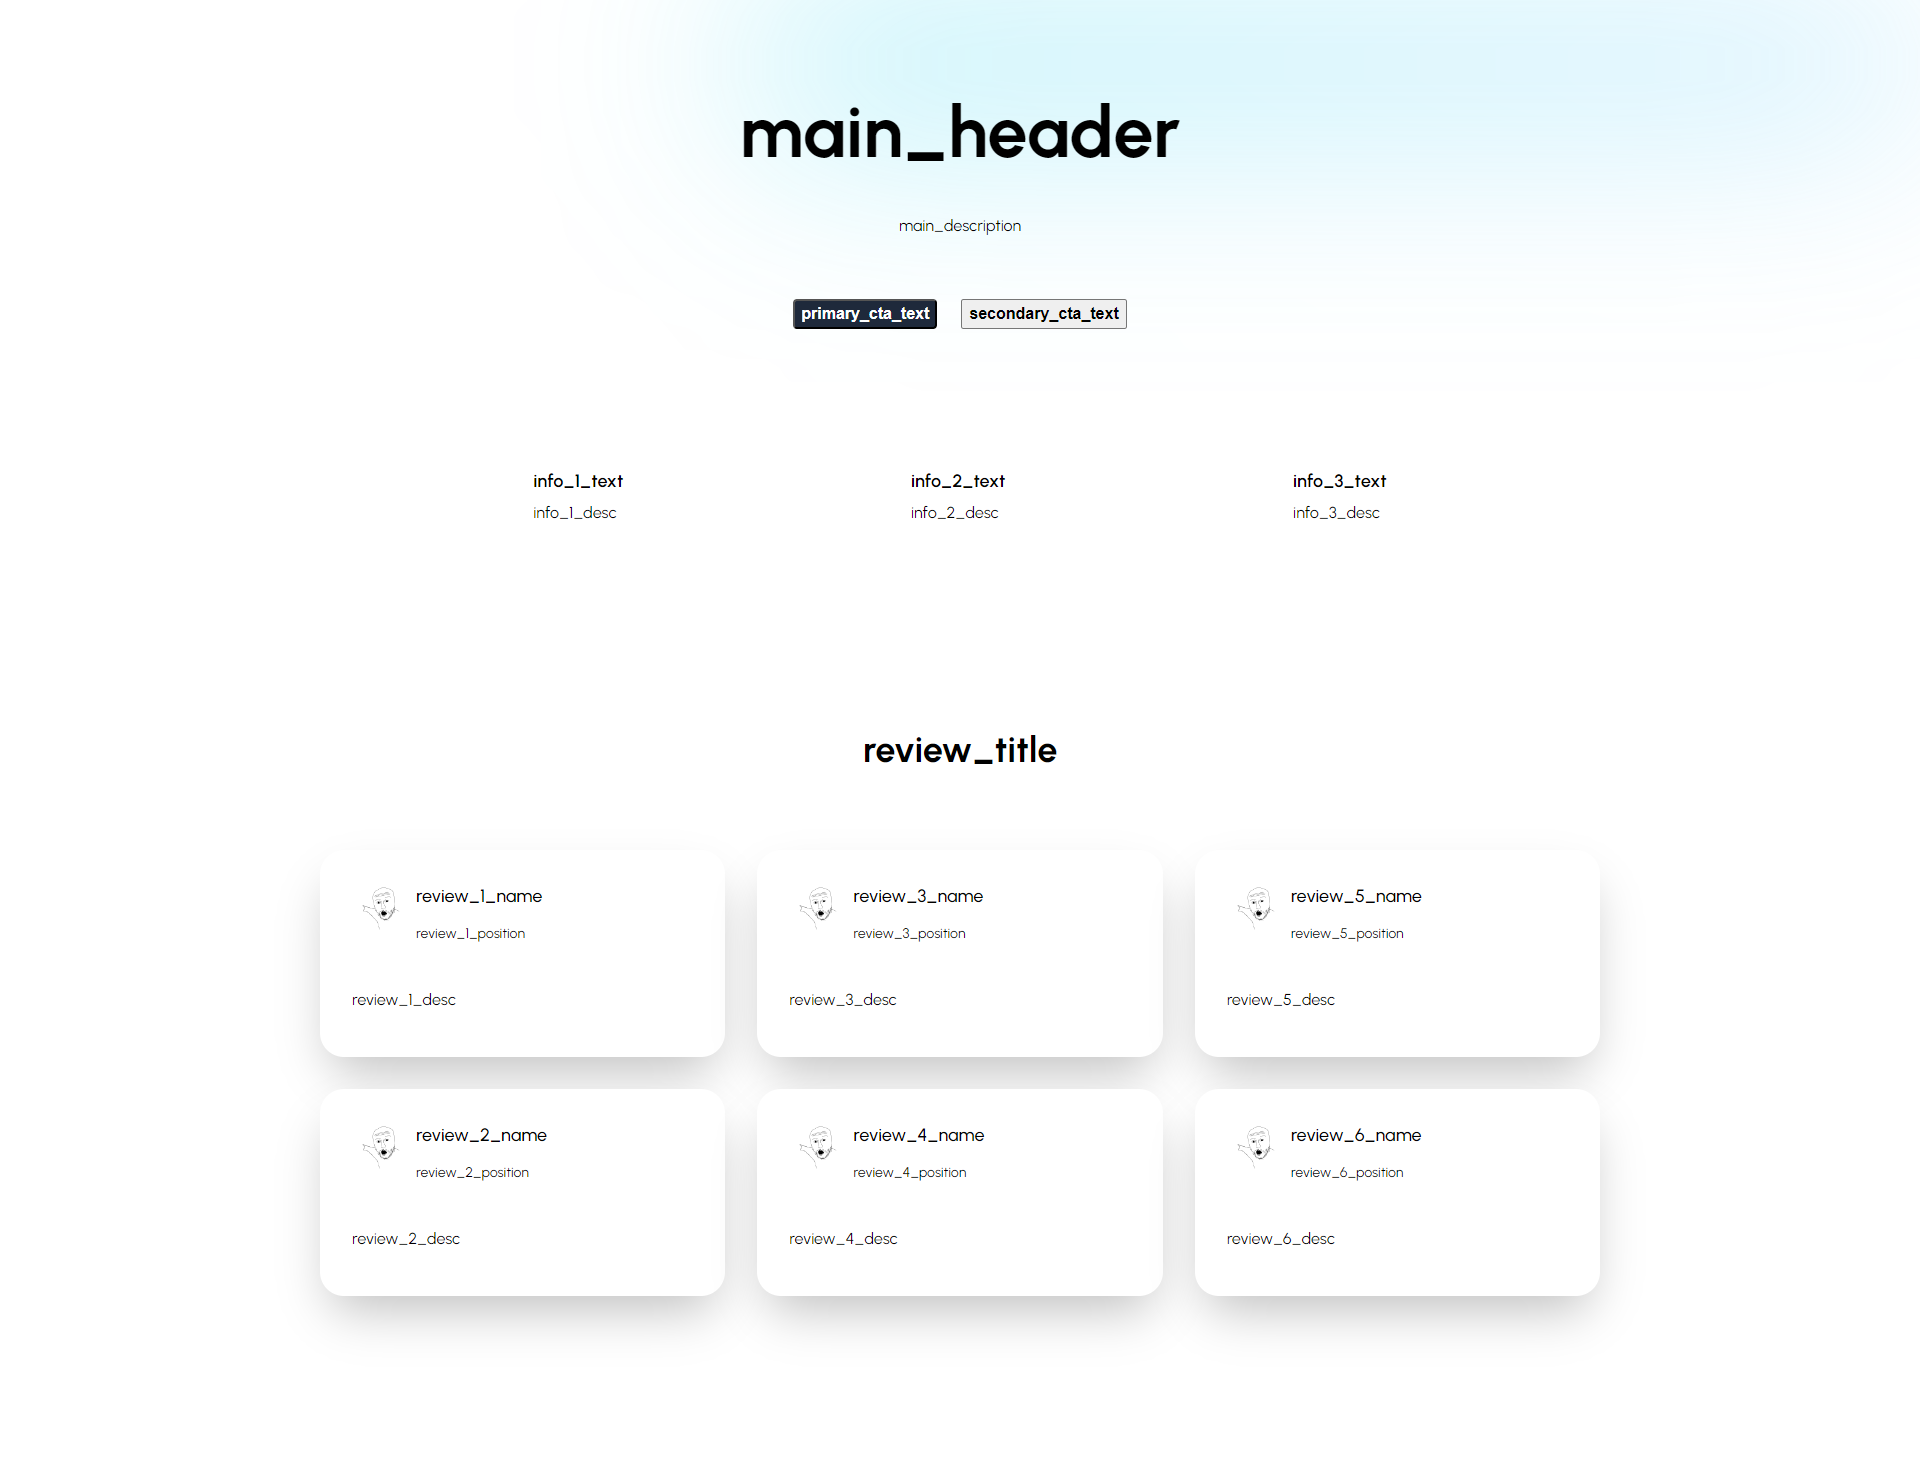 main_header
main_description
primary_cta_text
secondary_cta_text
info_1_text
info_1_desc
info_2_text
info_2_desc
info_3_text
info_3_desc
review_title
review_1_name
review_1_position
review_1_desc
review_3_name
review_3_position
review_3_desc
review_5_name
review_5_position
review_5_desc
review_2_name
review_2_position
review_2_desc
review_4_name
review_4_position
review_4_desc
review_6_name
review_6_position
review_6_desc